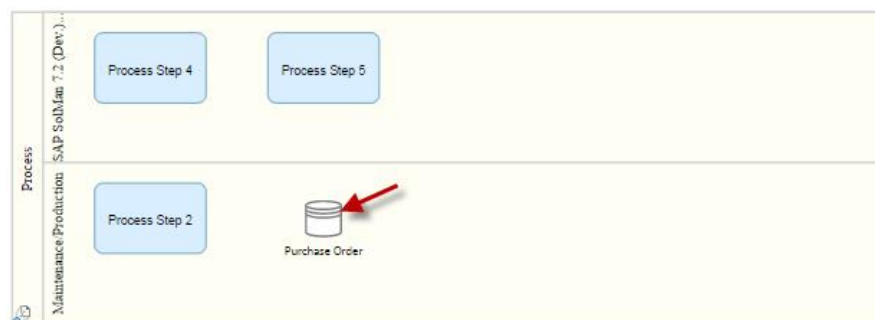 Process
SAP SolMan 7.2 (Dev.)...
Process Step 4
Process Step 5
Maintenance/Production
Process Step 2
Purchase Order